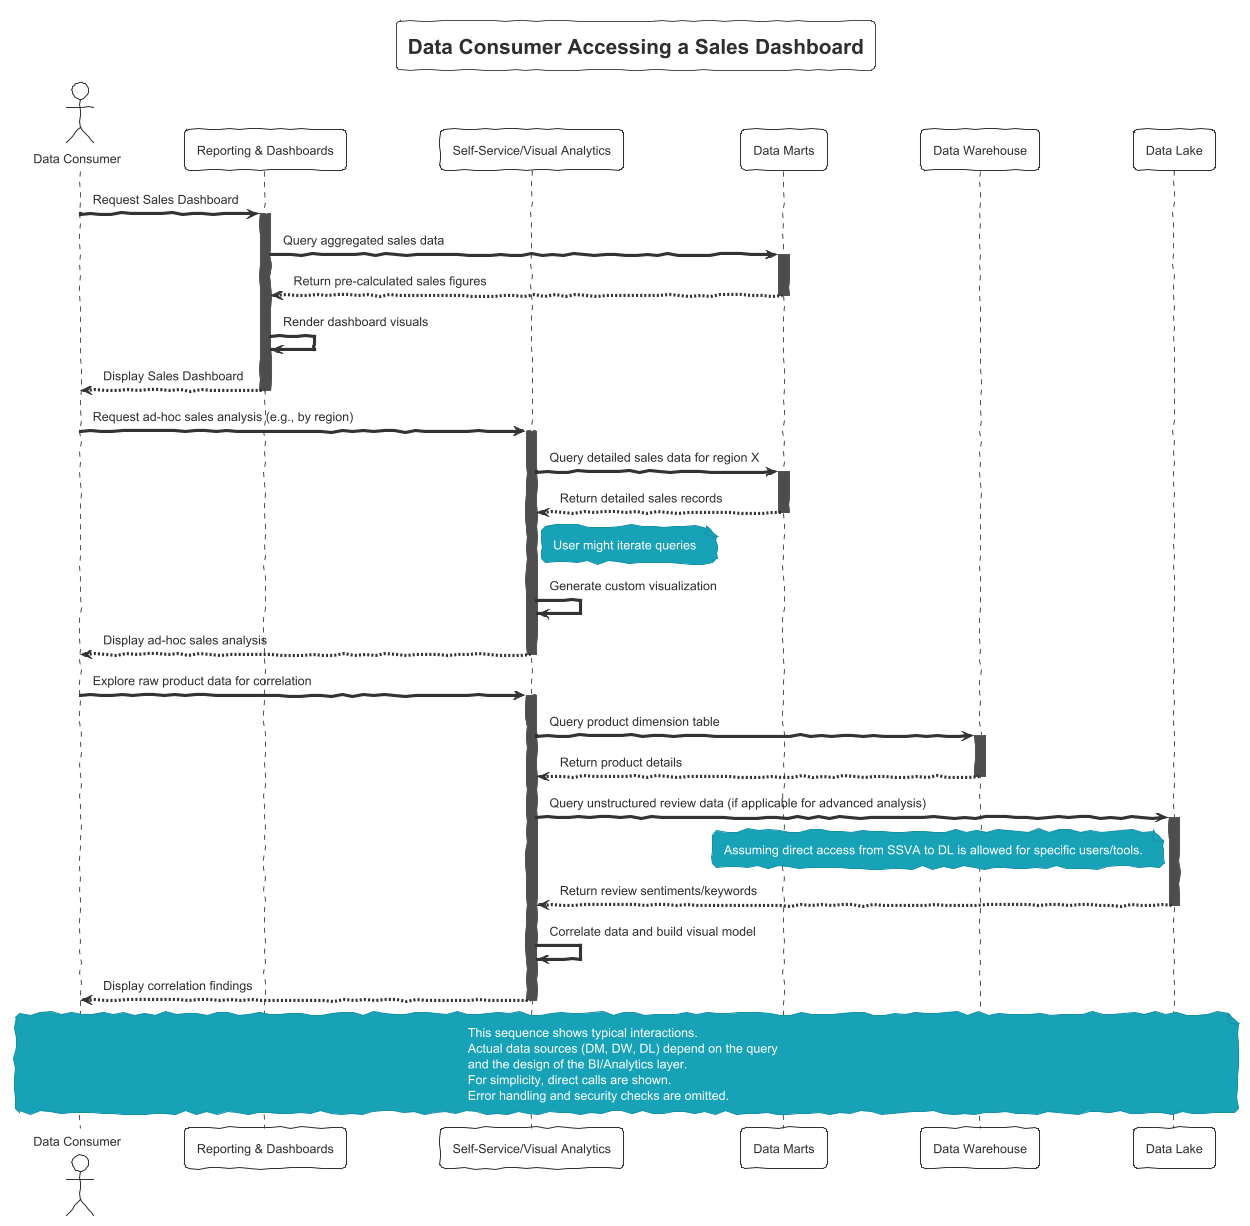 Data Consumer Accessing a Sales Dashboard
Data Consumer
Reporting & Dashboards
Self-Service/Visual Analytics
Data Marts
Data Warehouse
Data Lake
Request Sales Dashboard
Query aggregated sales data
Return pre-calculated sales figures
Render dashboard visuals
Display Sales Dashboard
Request ad-hoc sales analysis (e.g., by region)
Query detailed sales data for region X
Return detailed sales records
User might iterate queries
Generate custom visualization
Display ad-hoc sales analysis
Explore raw product data for correlation
Query product dimension table
Return product details
Query unstructured review data (if applicable for advanced analysis)
Assuming direct access from SSVA to DL is allowed for specific users/tools.
Return review sentiments/keywords
Correlate data and build visual model
Display correlation findings
This sequence shows typical interactions.
Actual data sources (DM, DW, DL) depend on the query
and the design of the BI/Analytics layer.
For simplicity, direct calls are shown.
Error handling and security checks are omitted.
Data Consumer
Reporting & Dashboards
Self-Service/Visual Analytics
Data Marts
Data Warehouse
Data Lake